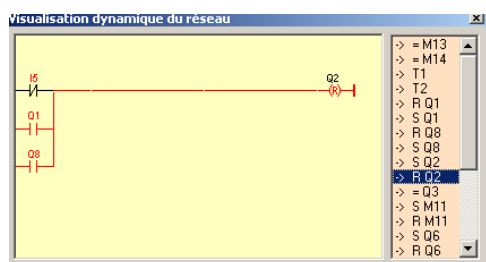 Visualisation dynamique du réseau
I5
Q2
(R)
Q1
Q8
-> = M13
-> = M14
-> T1
-> T2
-> R Q1
-> S Q1
-> R Q8
-> S Q8
-> S Q2
-> R Q2
-> = Q3
-> S M11
-> R M11
-> S Q6
-> R Q6